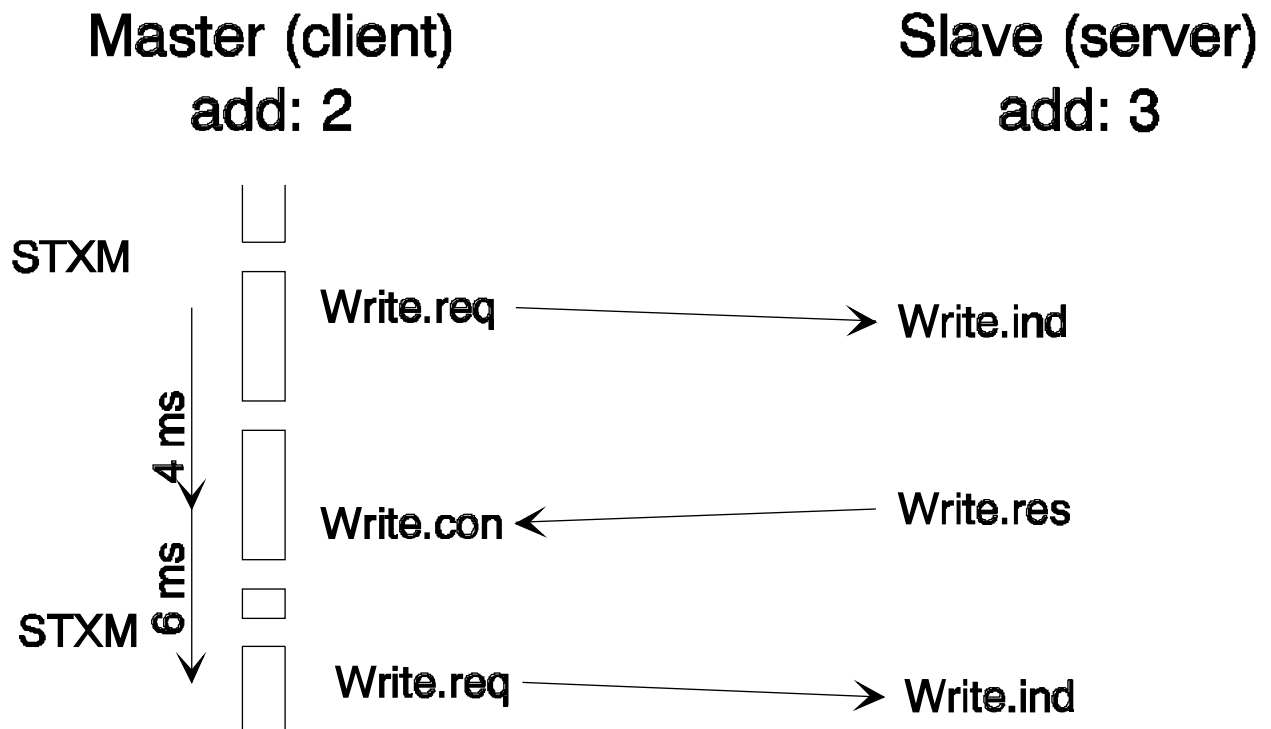 Master (client)
add: 2
Slave (server)
add: 3
STXM
Write.req
Write.ind
4 ms
Write.con
Write.res
6 ms
STXM
Write.req
Write.ind